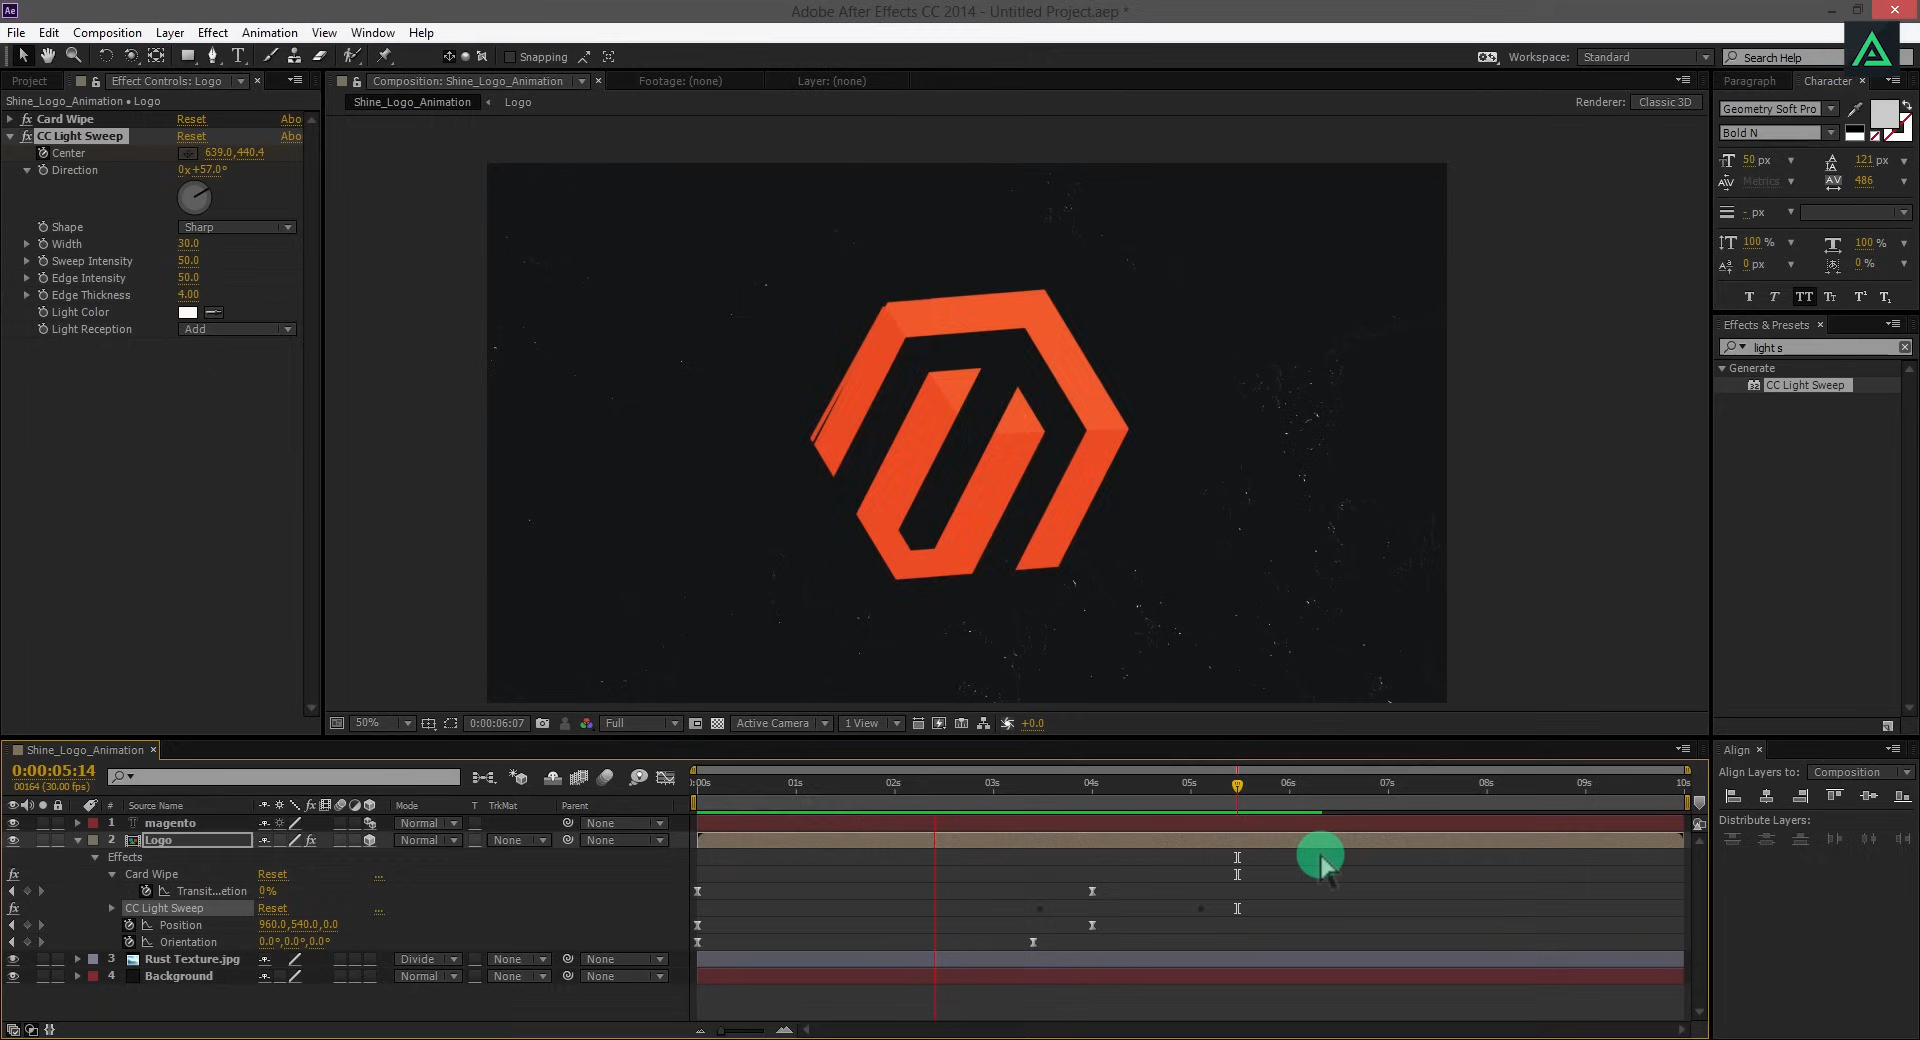 Ae
Adobe After Effects CC 2014 - Untitled Project.aep *
File Edit Composition Layer Effect Animation View Window Help
Snapping
Workspace: Standard
Search Help
Project Effect Controls: Logo
Composition: Shine_Logo_Animation
Footage: (none)
Layer: (none)
Paragraph Character
Shine_Logo_Animation • Logo
Shine_Logo_Animation Logo
Renderer: Classic 3D
fx Card Wipe Reset Abo
fx CC Light Sweep Reset Abo
Center 639.0,440.4
Direction 0x+57.0°
Shape Sharp
Width 30.0
Sweep Intensity 50.0
Edge Intensity 50.0
Edge Thickness 4.00
Light Color
Light Reception Add
Geometry Soft Pro
Bold N
50 px 121 px
Metrics 486
- px
100 % 100 %
0 px 0 %
Effects & Presets
light s
Generate
CC Light Sweep
50% 0:00:06:07 Full Active Camera 1 View +0.0
Shine_Logo_Animation
0:00:05:14
00164 (30.00 fps)
:00s 01s 02s 03s 04s 05s 06s 07s 08s 09s 10s
# Source Name fx Mode T TrkMat Parent
1 T magento Normal None
2 Logo fx Normal None None
Effects
fx Card Wipe Reset ...
Transit...etion 0%
fx CC Light Sweep Reset ...
Position 960.0,540.0,0.0
Orientation 0.0°,0.0°,0.0°
3 Rust Texture.jpg Divide None None
4 Background Normal None None
Align
Align Layers to: Composition
Distribute Layers: